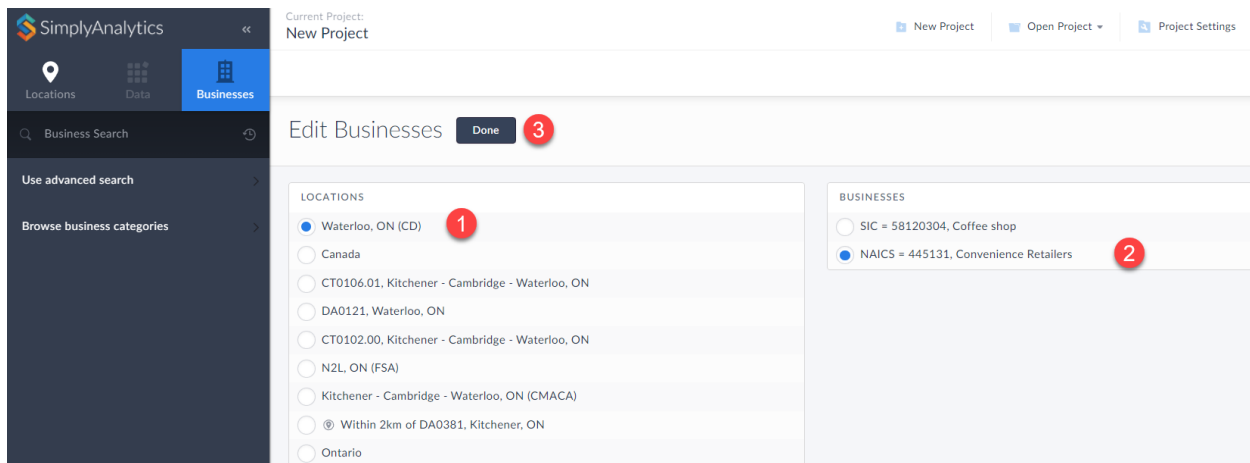 SimplyAnalytics «
Current Project:
New Project
New Project
Open Project
Project Settings
Locations
Data
Businesses
Business Search
Use advanced search
Browse business categories
Edit Businesses Done 3
LOCATIONS
Waterloo, ON (CD) 1
Canada
CT0106.01, Kitchener - Cambridge - Waterloo, ON
DA0121, Waterloo, ON
CT0102.00, Kitchener - Cambridge - Waterloo, ON
N2L, ON (FSA)
Kitchener - Cambridge - Waterloo, ON (CMACA)
Within 2km of DA0381, Kitchener, ON
Ontario
BUSINESSES
SIC = 58120304, Coffee shop
NAICS = 445131, Convenience Retailers 2